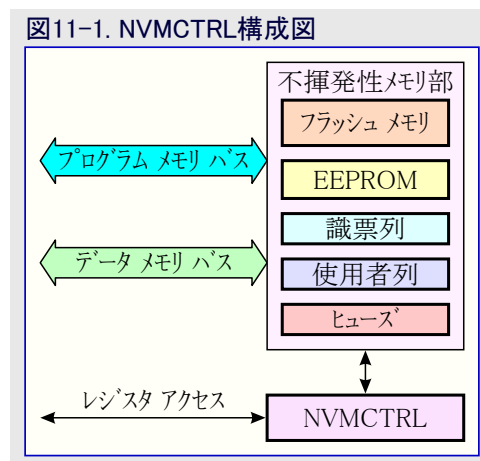 図11-1. NVMCTRL構成図
不揮発性メモリ部
フラッシュ メモリ
プログラム メモリ バス
EEPROM
識票列
データ メモリ バス
使用者列
ヒューズ
レジスタ アクセス
NVMCTRL